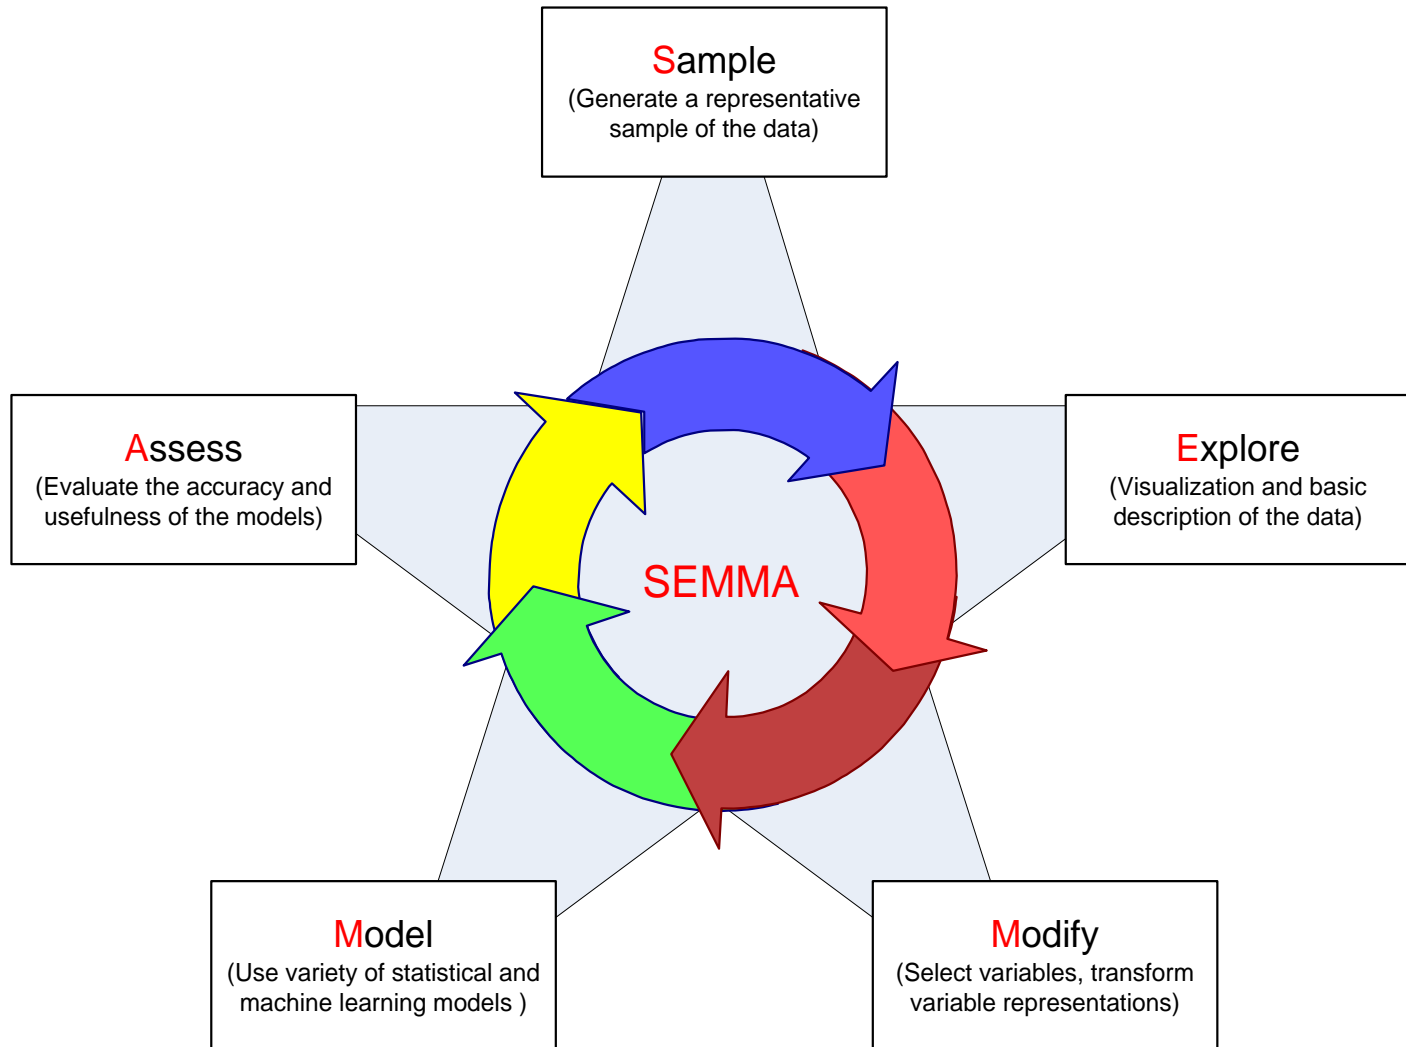 Sample
(Generate a representative
sample of the data)
Assess
(Evaluate the accuracy and
usefulness of the models)
Explore
(Visualization and basic
description of the data)
SEMMA
Model
(Use variety of statistical and
machine learning models )
Modify
(Select variables, transform
variable representations)